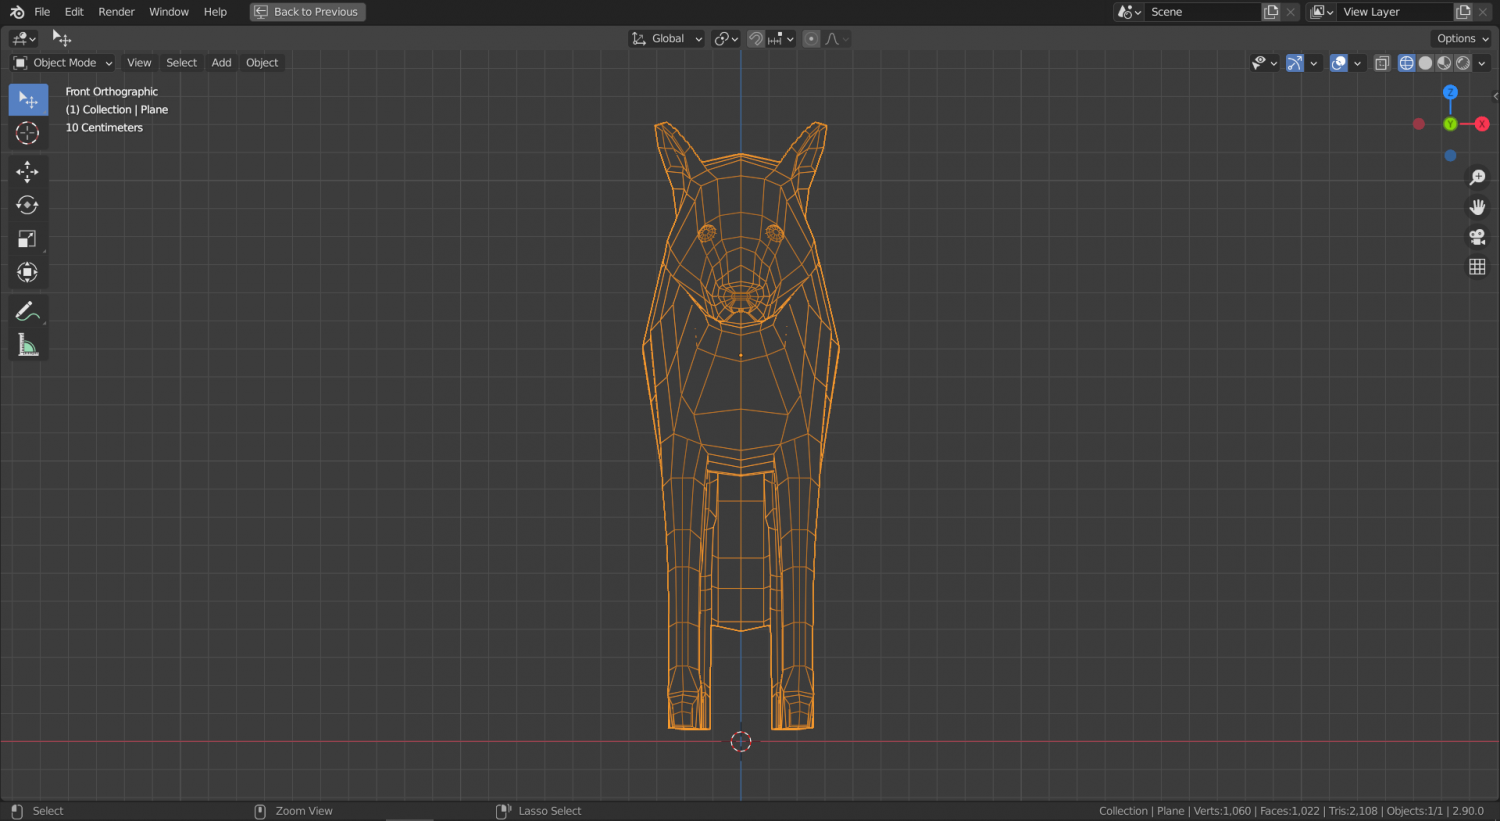 File Edit Render Window Help Back to Previous Scene View Layer
Global Options
Object Mode View Select Add Object
Front Orthographic
(1) Collection | Plane
10 Centimeters
Z
Y X
Select Zoom View Lasso Select Collection | Plane | Verts:1,060 | Faces:1,022 | Tris:2,108 | Objects:1/1 | 2.90.0